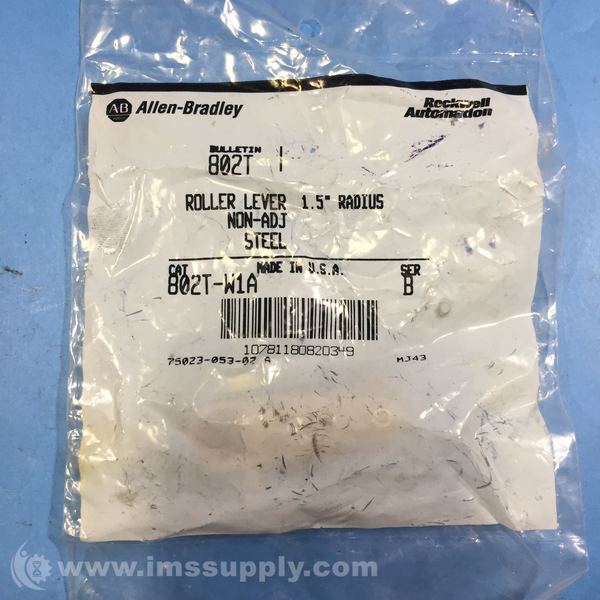 AB Allen-Bradley
Rockwell
Automation
BULLETIN
802T
ROLLER LEVER 1.5" RADIUS
NON-ADJ
STEEL
CAT MADE IN U.S.A. SER
802T-W1A B
10781180820349
75023-053-02 A MJ43
www.imssupply.com